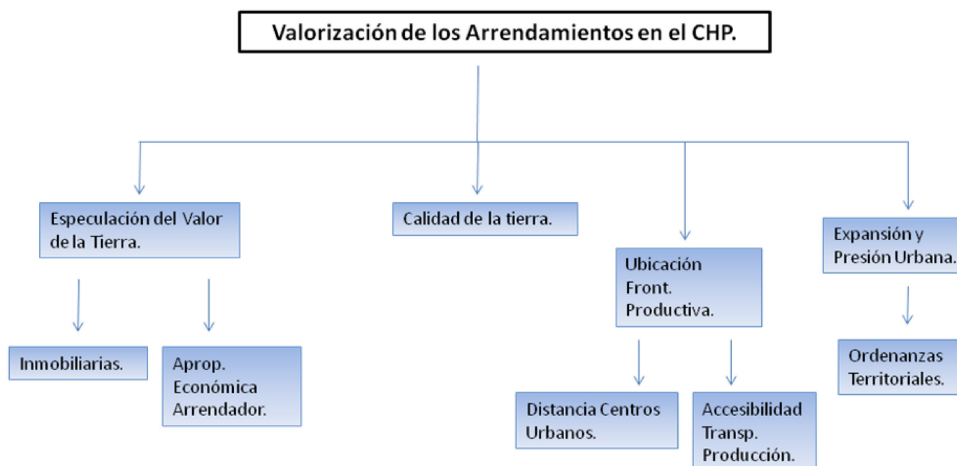 Valorización de los Arrendamientos en el CHP.
Especulación del Valor
de la Tierra.
Calidad de la tierra.
Ubicación
Front.
Productiva.
Expansión y
Presión Urbana.
Inmobiliarias.
Aprop.
Económica
Arrendador.
Distancia Centros
Urbanos.
Accesibilidad
Transp.
Producción.
Ordenanzas
Territoriales.